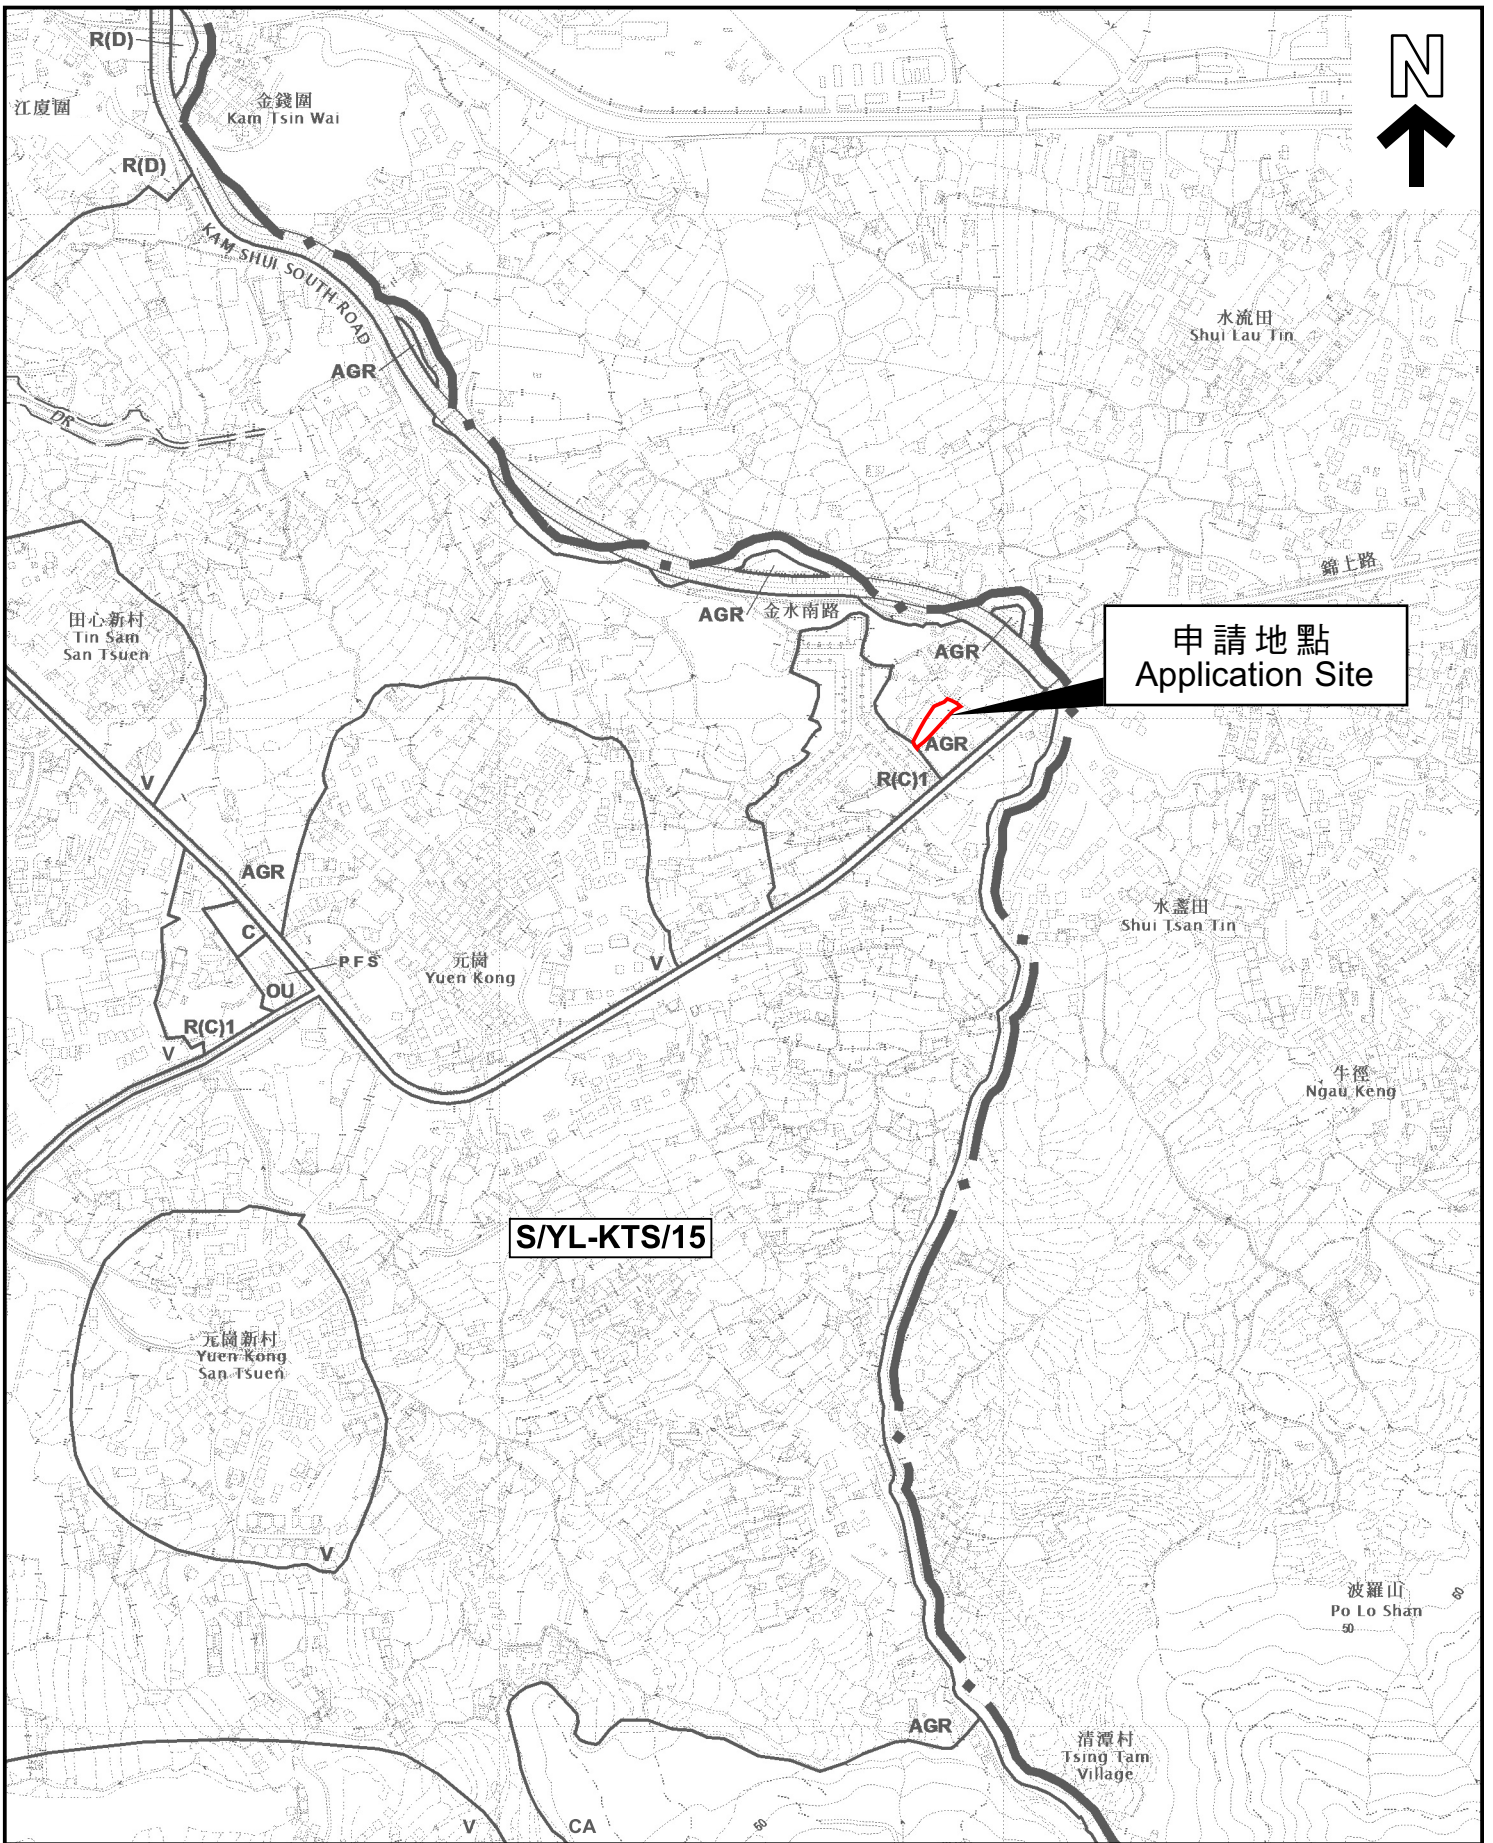 R(D)
江廈圍
金錢圍
Kam Tsin Wai
N
R(D)
KAM SHUI SOUTH ROAD
水流田
Shui Lau Tin
AGR
DR
錦上路
田心新村
Tin Sam
San Tsuen
AGR
金水南路
AGR
申請地點
Application Site
AGR
R(C)1
V
AGR
水盞田
Shui Tsan Tin
C
PFS
元崗
Yuen Kong
V
OU
R(C)1
V
牛徑
Ngau Keng
S/YL-KTS/15
元崗新村
Yuen Kong
San Tsuen
V
波羅山
Po Lo Shan
50
60
AGR
清潭村
Tsing Tam
Village
V
CA
60